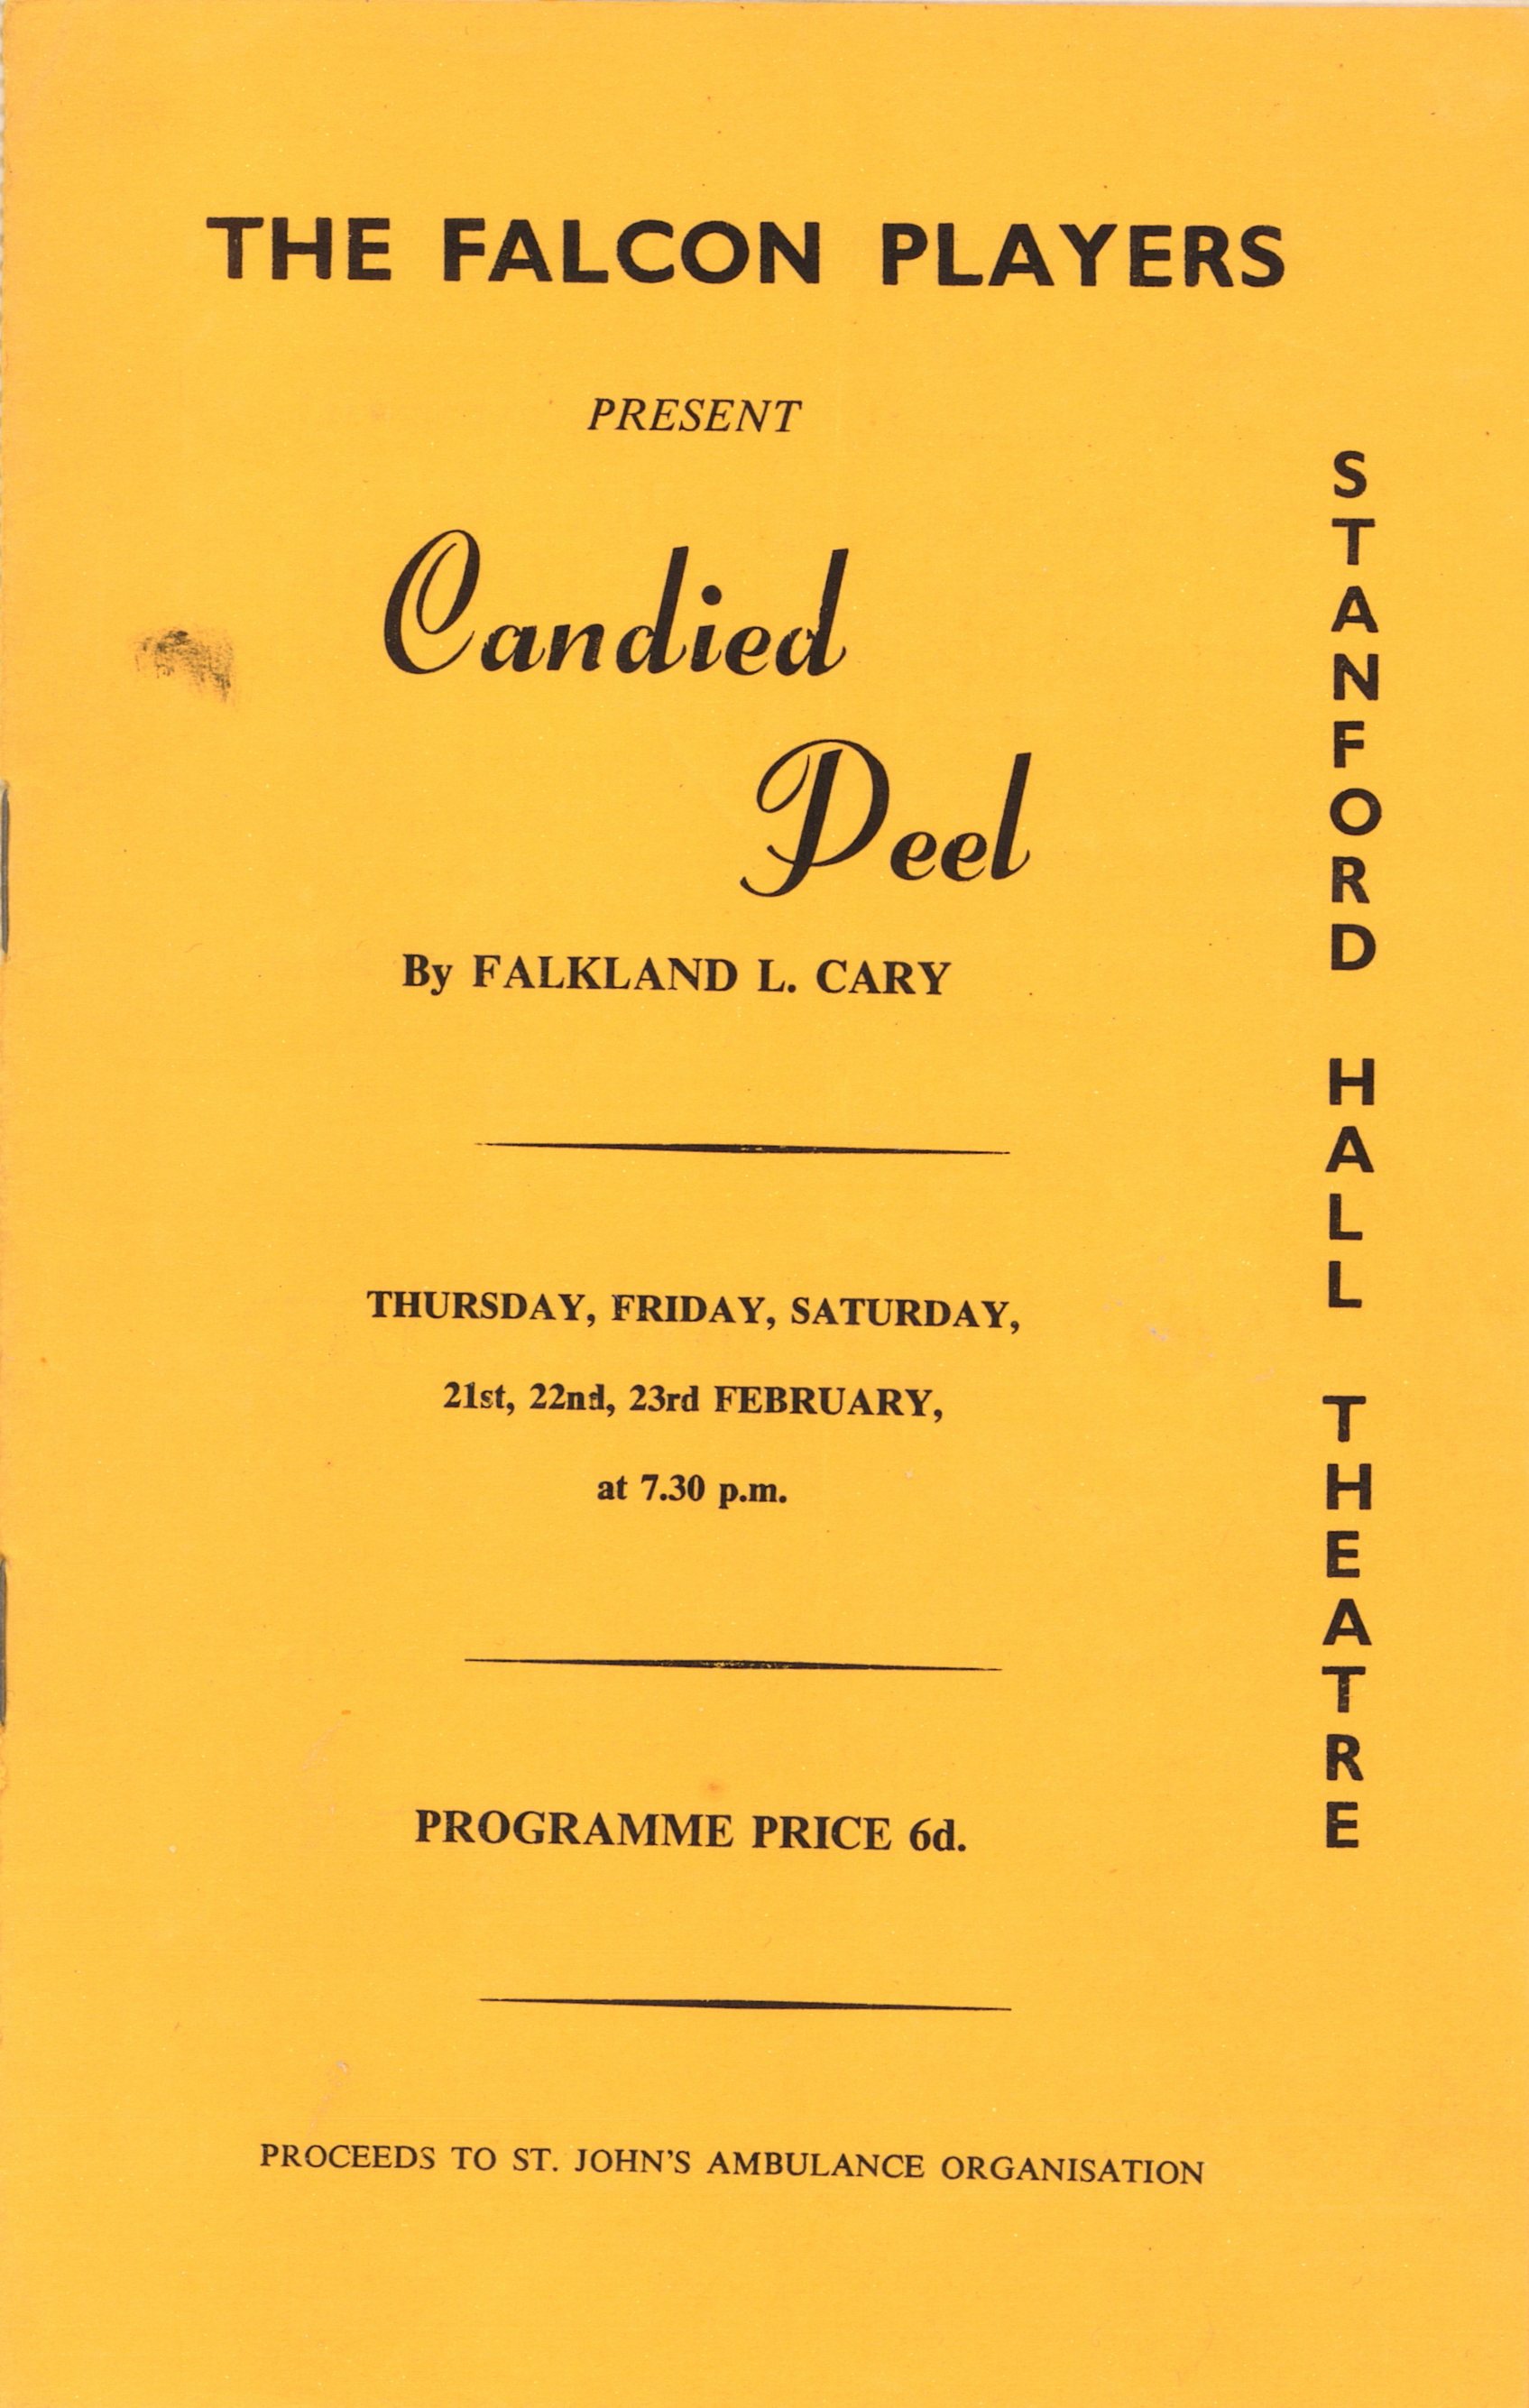 THE FALCON PLAYERS
PRESENT
Candied
Peel
By FALKLAND L. CARY
THURSDAY, FRIDAY, SATURDAY,
21st, 22nd, 23rd FEBRUARY,
at 7.30 p.m.
PROGRAMME PRICE 6d.
PROCEEDS TO ST. JOHN'S AMBULANCE ORGANISATION
STANFORD HALL THEATRE